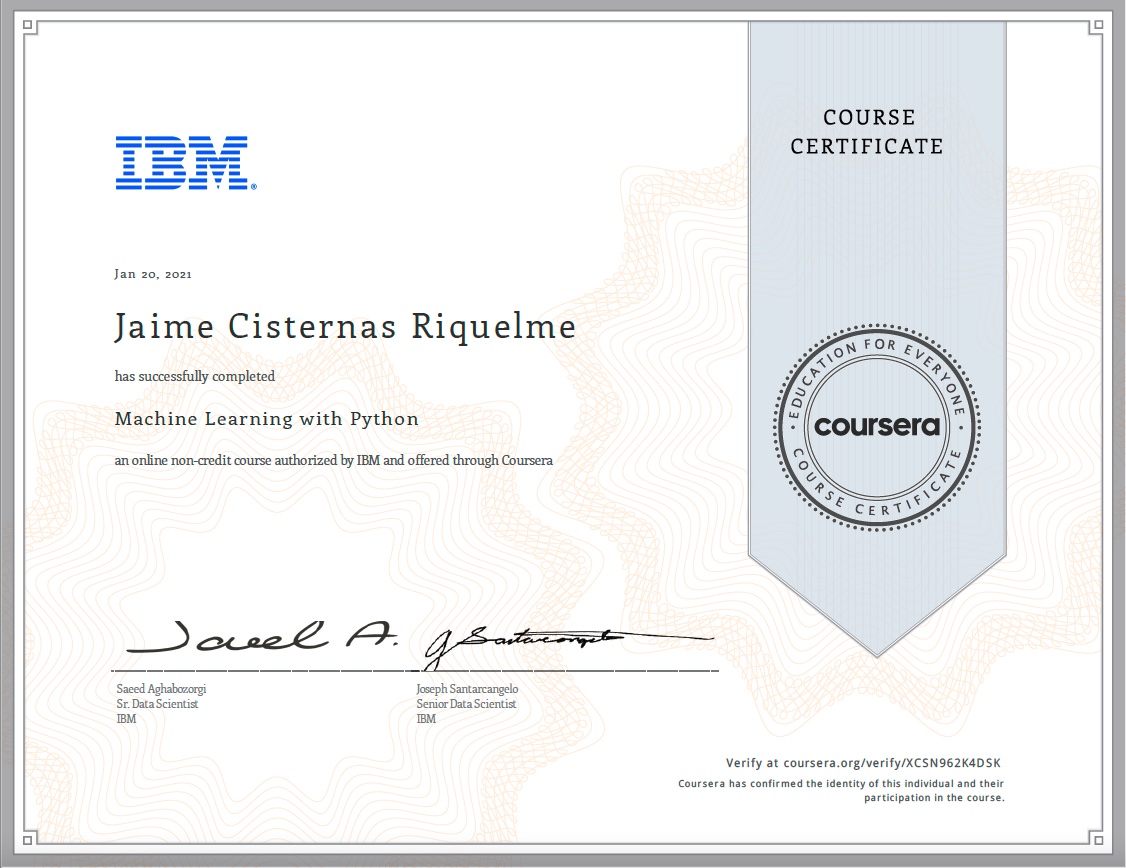 COURSE
CERTIFICATE
IBM®
Jan 20, 2021
Jaime Cisternas Riquelme
has successfully completed
Machine Learning with Python
an online non-credit course authorized by IBM and offered through Coursera
EDUCATION FOR EVERYONE
coursera
COURSE CERTIFICATE
Saeed A.
J Santarcangelo
Saeed Aghabozorgi
Sr. Data Scientist
IBM
Joseph Santarcangelo
Senior Data Scientist
IBM
Verify at coursera.org/verify/XCSN962K4DSK
Coursera has confirmed the identity of this individual and their
participation in the course.